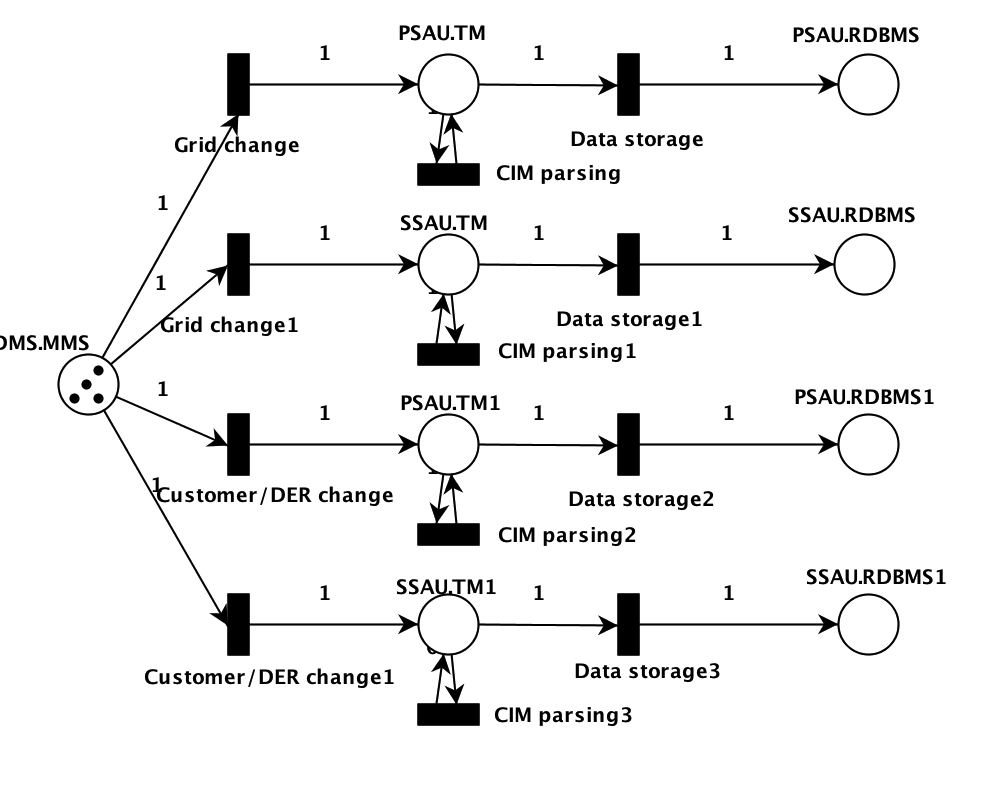 PSAU.TM
PSAU.RDBMS
1
1
1
Grid change
Data storage
CIM parsing
1
SSAU.TM
SSAU.RDBMS
1
1
1
1
Grid change1
Data storage1
DMS.MMS
CIM parsing1
1
PSAU.TM1
PSAU.RDBMS1
1
1
1
1
Customer/DER change
Data storage2
CIM parsing2
SSAU.TM1
SSAU.RDBMS1
1
1
1
Customer/DER change1
Data storage3
CIM parsing3